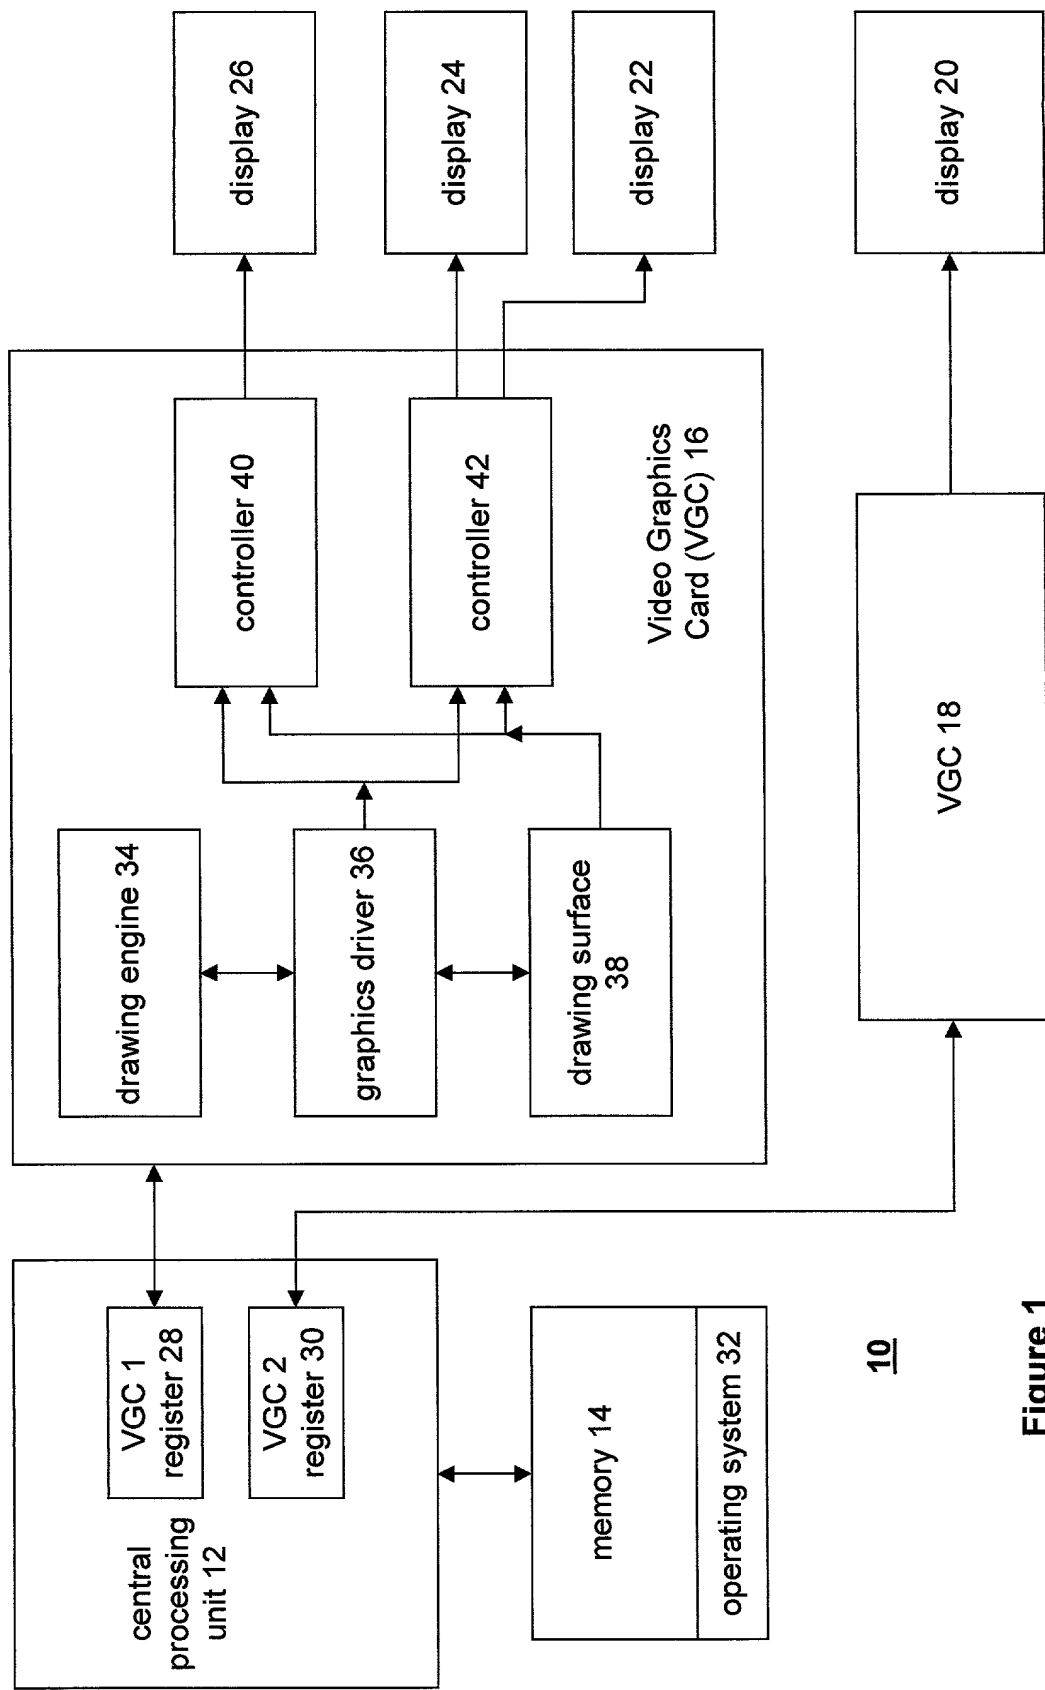 central
processing
unit 12
VGC 1
register 28
VGC 2
register 30
memory 14
operating system 32
drawing engine 34
graphics driver 36
drawing surface
38
controller 40
controller 42
Video Graphics
Card (VGC) 16
display 26
display 24
display 22
VGC 18
display 20
10
Figure 1